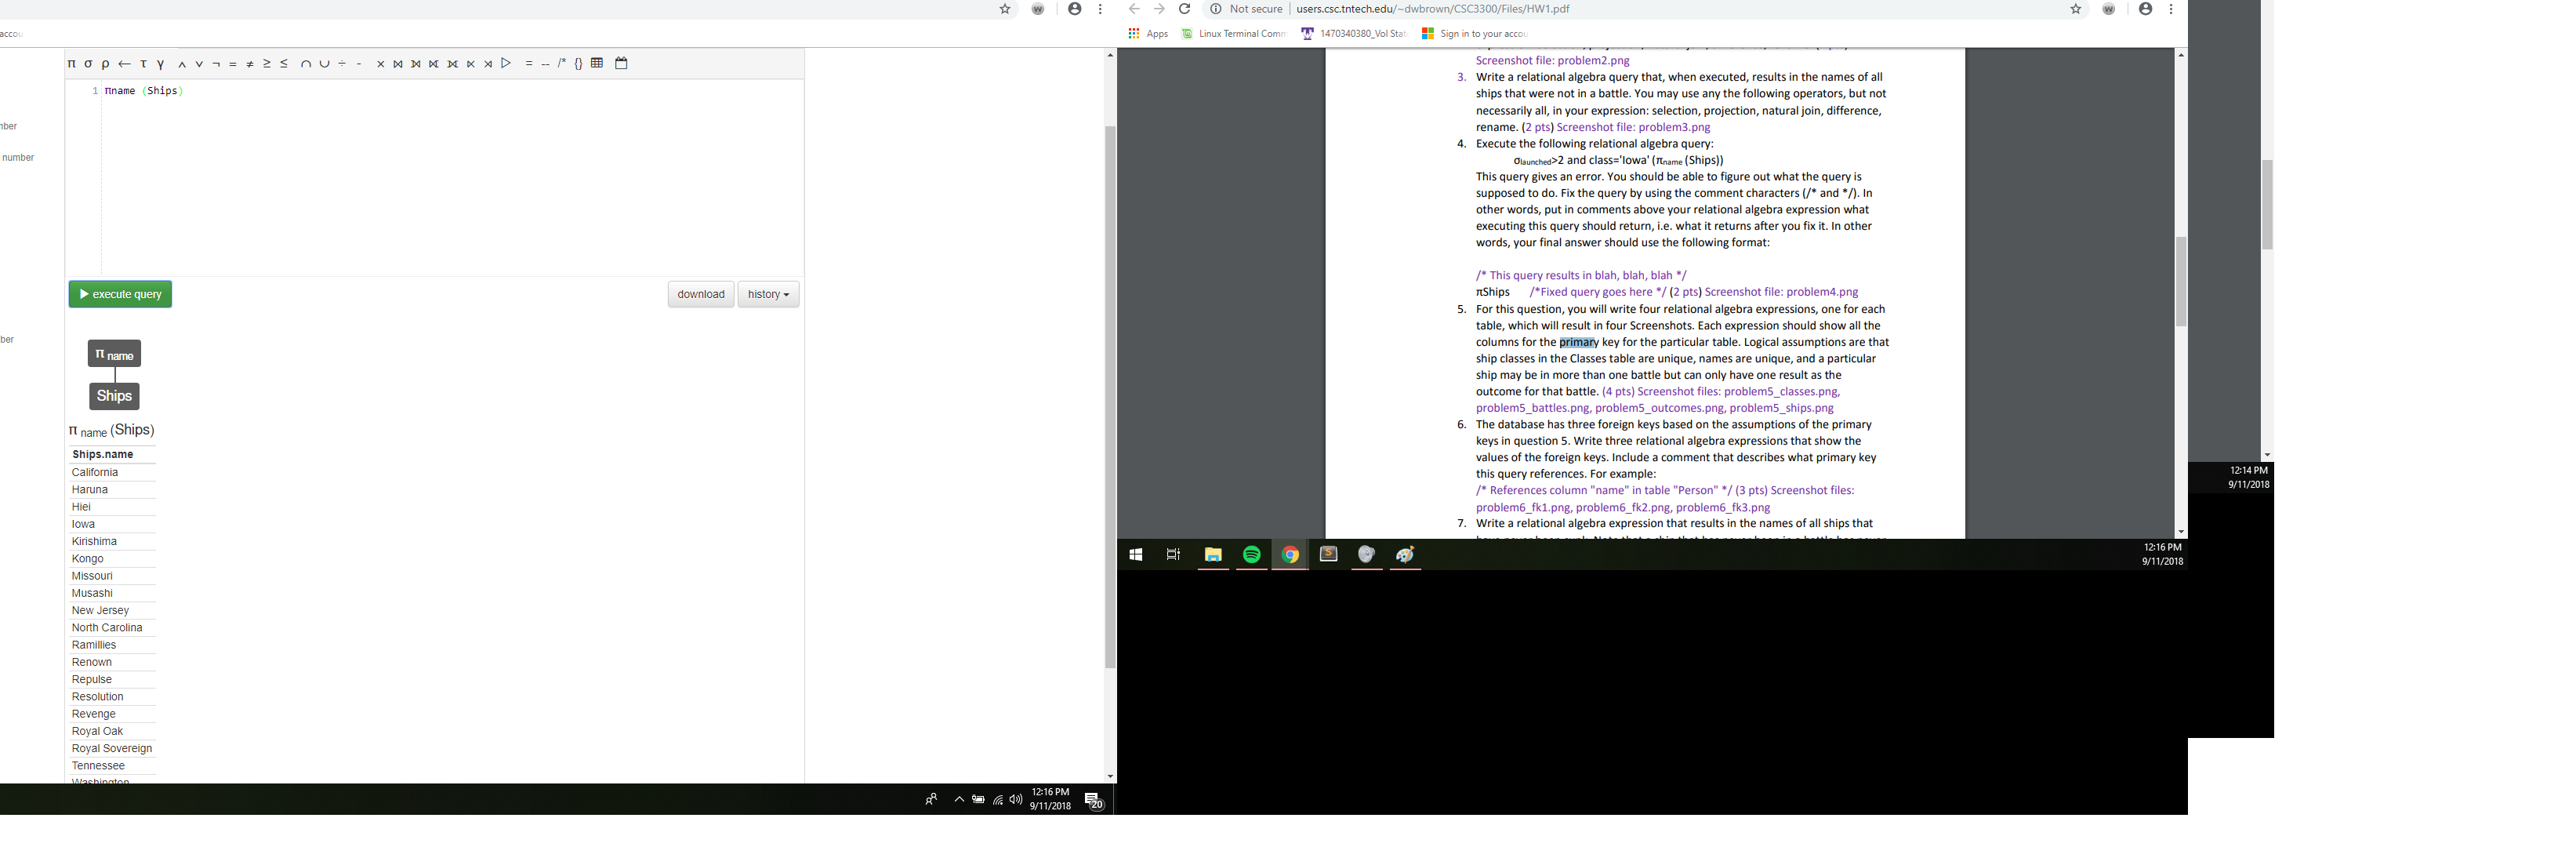 accou
π σ ρ ← τ γ ∧ ∨ ¬ = ≠ ≥ ≤ ∩ ∪ ÷ - × ⋈ ⟕ ⟖ ⟗ ⋉ ⋊ ▷ = -- /* {}
1 πname (Ships)
mber
number
ber
execute query
download
history
π name
Ships
π name (Ships)
Ships.name
California
Haruna
Hiei
Iowa
Kirishima
Kongo
Missouri
Musashi
New Jersey
North Carolina
Ramillies
Renown
Repulse
Resolution
Revenge
Royal Oak
Royal Sovereign
Tennessee
Washington
12:16 PM
9/11/2018
20
Not secure | users.csc.tntech.edu/~dwbrown/CSC3300/Files/HW1.pdf
Apps Linux Terminal Comm 1470340380_Vol Stat Sign in to your accou
Screenshot file: problem2.png
3. Write a relational algebra query that, when executed, results in the names of all
ships that were not in a battle. You may use any the following operators, but not
necessarily all, in your expression: selection, projection, natural join, difference,
rename. (2 pts) Screenshot file: problem3.png
4. Execute the following relational algebra query:
σlaunched>2 and class='Iowa' (πname (Ships))
This query gives an error. You should be able to figure out what the query is
supposed to do. Fix the query by using the comment characters (/* and */). In
other words, put in comments above your relational algebra expression what
executing this query should return, i.e. what it returns after you fix it. In other
words, your final answer should use the following format:
/* This query results in blah, blah, blah */
πShips /*Fixed query goes here */ (2 pts) Screenshot file: problem4.png
5. For this question, you will write four relational algebra expressions, one for each
table, which will result in four Screenshots. Each expression should show all the
columns for the primary key for the particular table. Logical assumptions are that
ship classes in the Classes table are unique, names are unique, and a particular
ship may be in more than one battle but can only have one result as the
outcome for that battle. (4 pts) Screenshot files: problem5_classes.png,
problem5_battles.png, problem5_outcomes.png, problem5_ships.png
6. The database has three foreign keys based on the assumptions of the primary
keys in question 5. Write three relational algebra expressions that show the
values of the foreign keys. Include a comment that describes what primary key
this query references. For example:
/* References column "name" in table "Person" */ (3 pts) Screenshot files:
problem6_fk1.png, problem6_fk2.png, problem6_fk3.png
7. Write a relational algebra expression that results in the names of all ships that
12:16 PM
9/11/2018
12:14 PM
9/11/2018